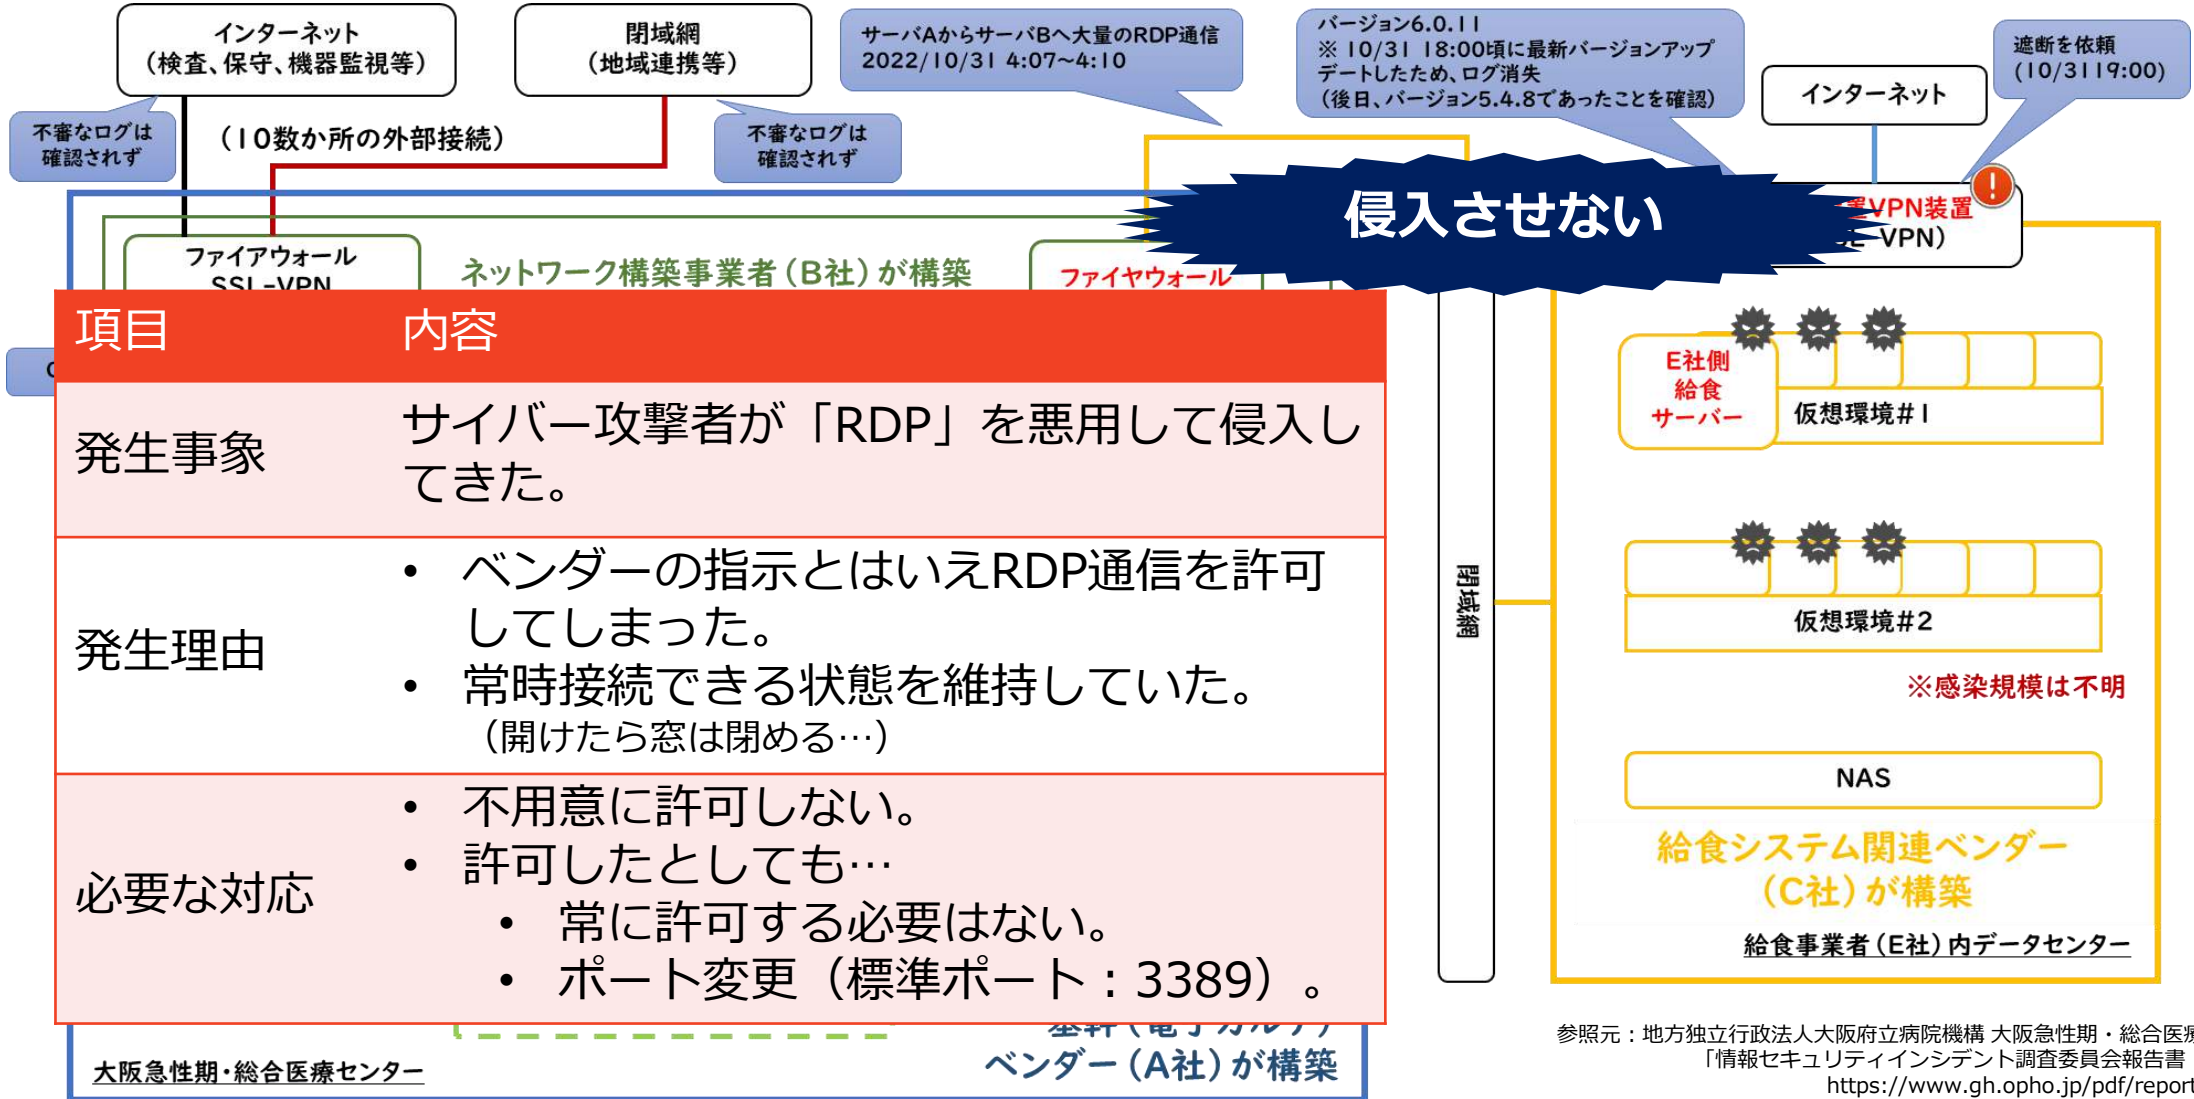 インターネット
(検査、保守、機器監視等)
閉域網
(地域連携等)
サーバAからサーバBへ大量のRDP通信
2022/10/31 4:07~4:10
バージョン6.0.11
※10/31 18:00頃に最新バージョンアップ
デートしたため、ログ消失
(後日、バージョン5.4.8であったことを確認)
インターネット
遮断を依頼
(10/3119:00)
不審なログは
確認されず
(10数か所の外部接続)
不審なログは
確認されず
侵入させない
置VPN装置
VPN)
ファイアウォール
SSL-VPN
ネットワーク構築事業者(B社)が構築
ファイヤウォール
項目
内容
発生事象
サイバー攻撃者が「RDP」を悪用して侵入し
てきた。
発生理由
• ベンダーの指示とはいえRDP通信を許可
してしまった。
• 常時接続できる状態を維持していた。
(開けたら窓は閉める…)
必要な対応
• 不用意に許可しない。
• 許可したとしても…
• 常に許可する必要はない。
• ポート変更(標準ポート:3389)。
閉域網
E社側
給食
サーバー
仮想環境#1
仮想環境#2
※感染規模は不明
NAS
給食システム関連ベンダー
(C社)が構築
給食事業者(E社)内データセンター
基幹(電子カルテ)
ベンダー(A社)が構築
大阪急性期・総合医療センター
参照元:地方独立行政法人大阪府立病院機構 大阪急性期・総合医療
「情報セキュリティインシデント調査委員会報告書
https://www.gh.opho.jp/pdf/report